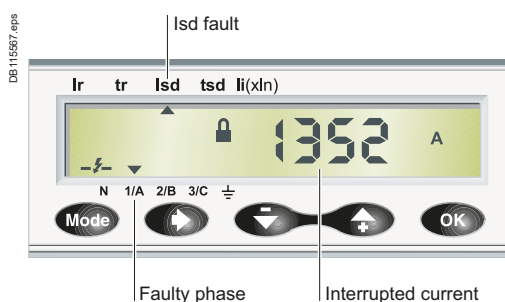 DB115567.eps
Isd fault
Ir tr Isd tsd Ii(xIn)
1352 A
N 1/A 2/B 3/C
Mode OK
Faulty phase Interrupted current